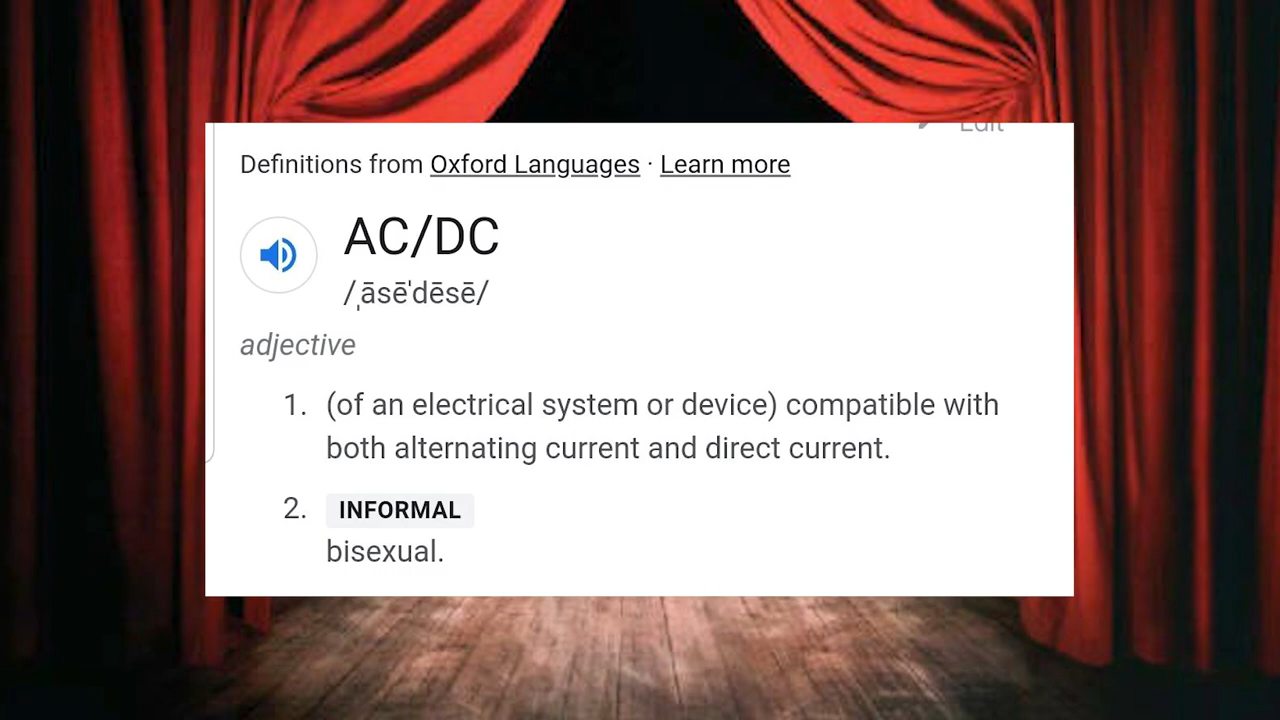 Edit
Definitions from Oxford Languages · Learn more
AC/DC
/ˌāsēˈdēsē/
adjective
1. (of an electrical system or device) compatible with
both alternating current and direct current.
2. INFORMAL
bisexual.